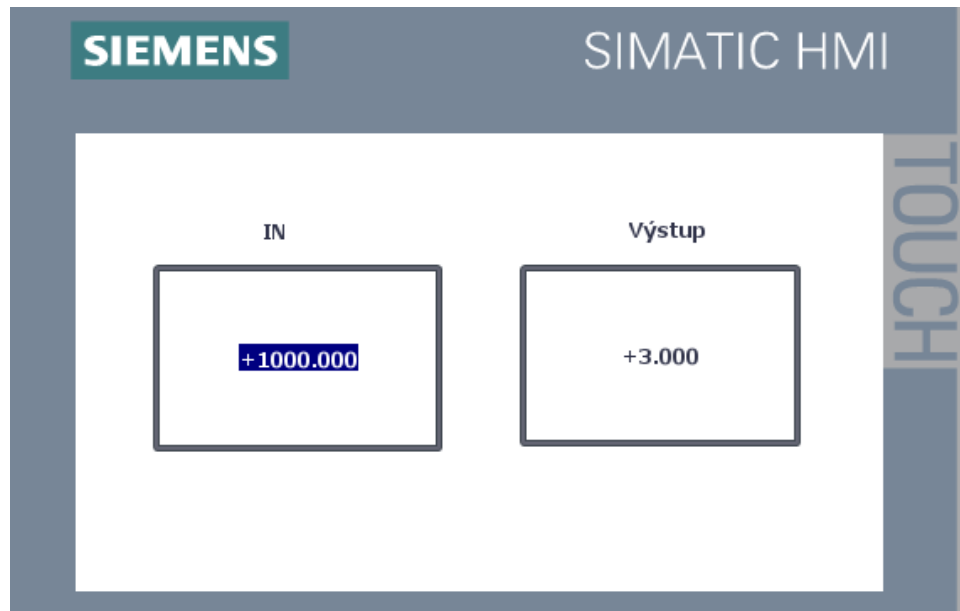 SIEMENS
SIMATIC HMI
TOUCH
IN
Výstup
+1000.000
+3.000